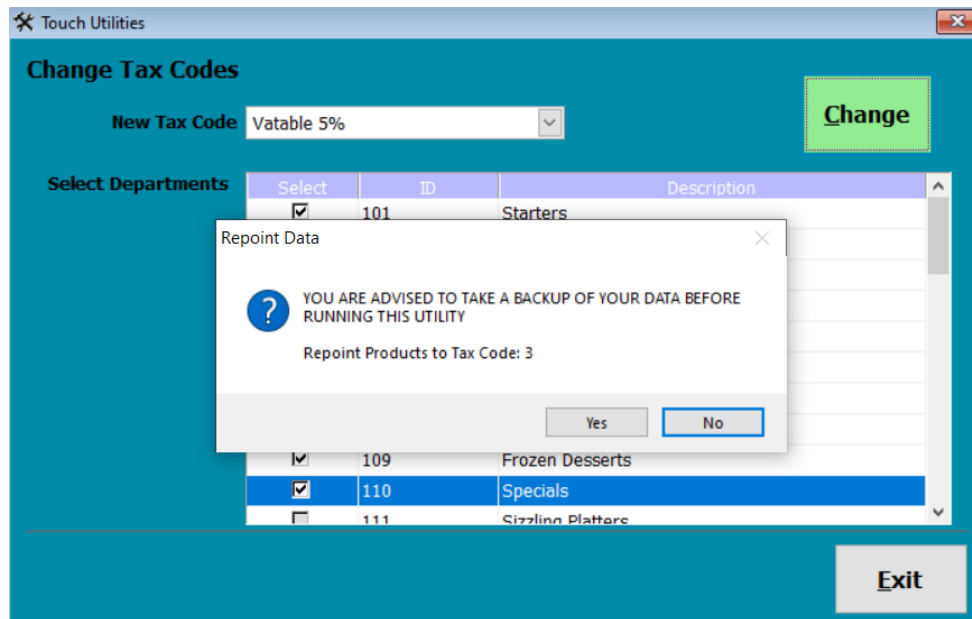 Touch Utilities
Change Tax Codes
New Tax Code Vatable 5%
Change
Select Departments
Select ID Description
101 Starters
Repoint Data
YOU ARE ADVISED TO TAKE A BACKUP OF YOUR DATA BEFORE
RUNNING THIS UTILITY
Repoint Products to Tax Code: 3
Yes No
109 Frozen Desserts
110 Specials
111 Sizzling Platters
Exit